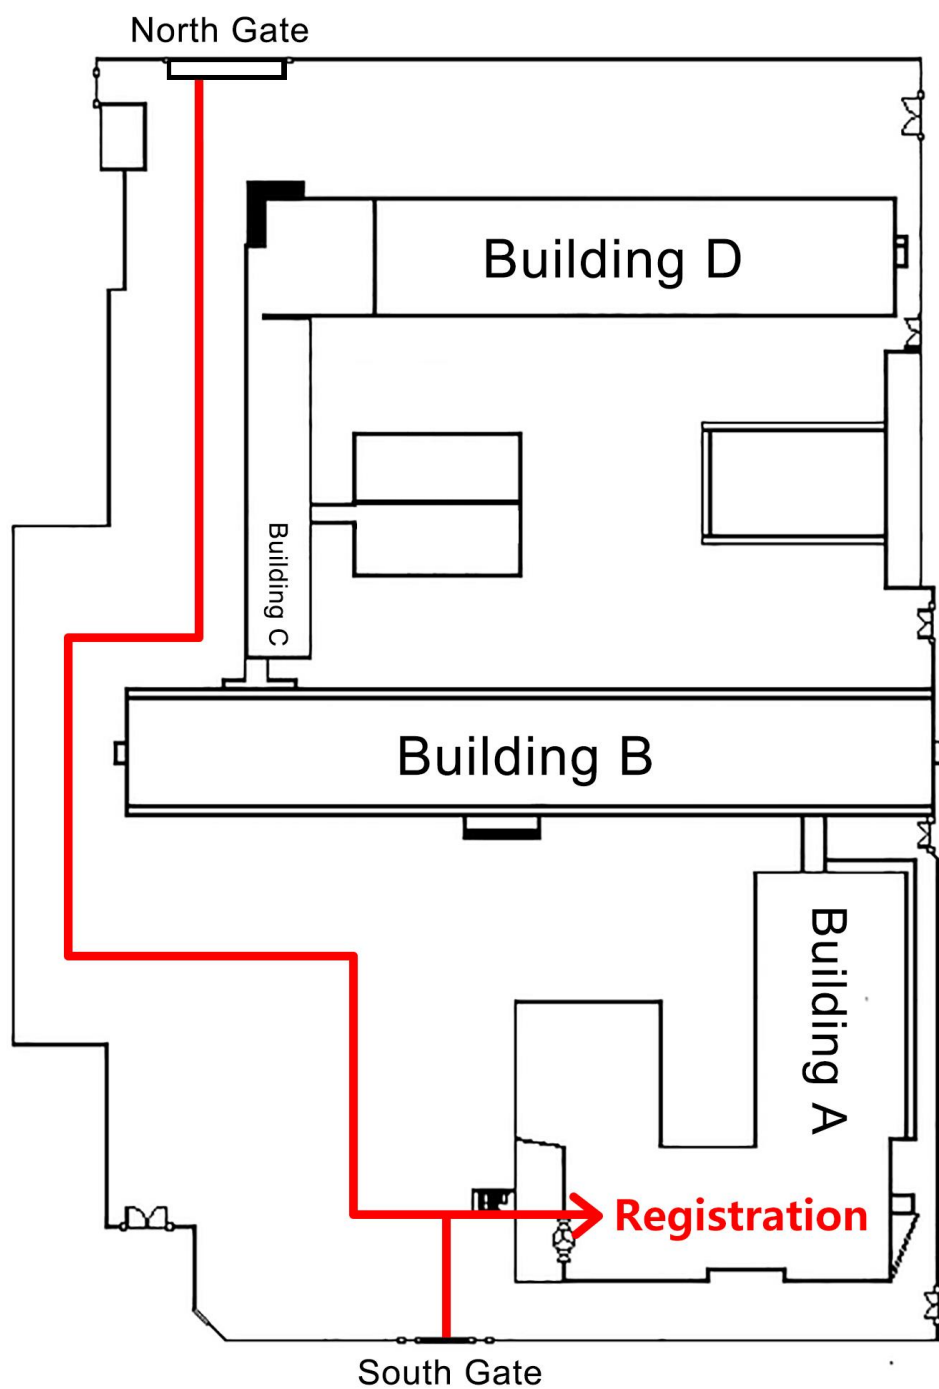 North Gate
Building D
Building C
Building B
Building A
Registration
South Gate